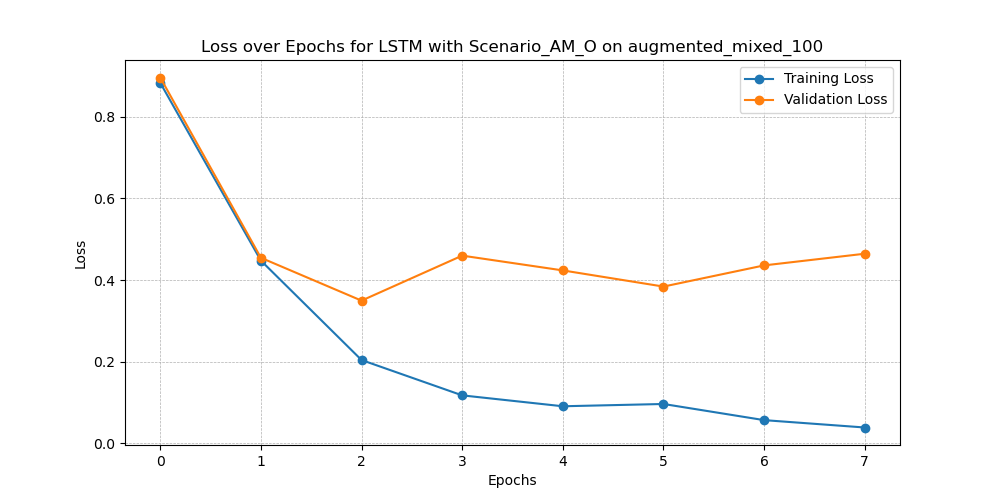 Loss over Epochs for LSTM with Scenario_AM_O on augmented_mixed_100
Training Loss
Validation Loss
Loss
0.8
0.6
0.4
0.2
0.0
0 1 2 3 4 5 6 7
Epochs